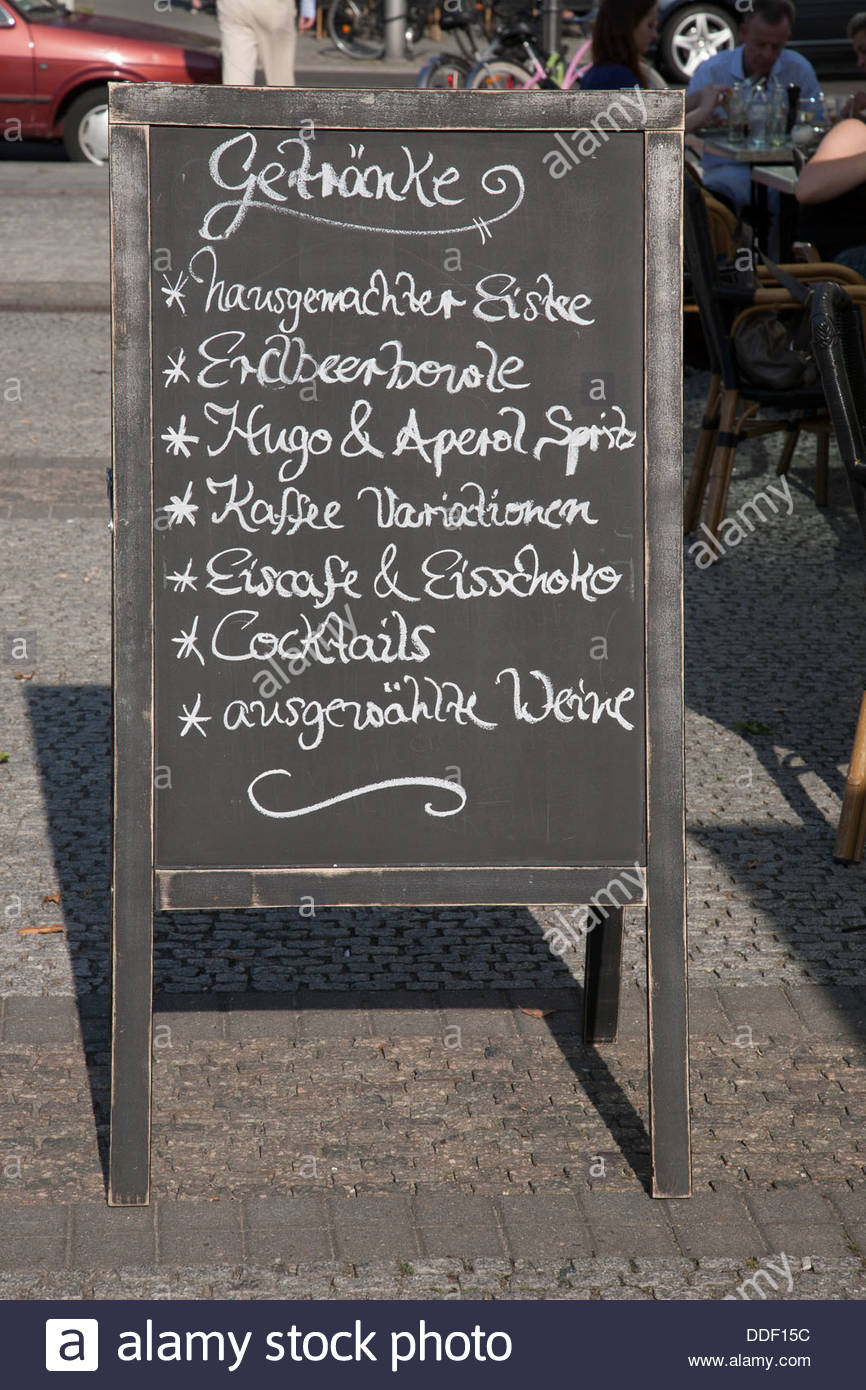 Getränke
* hausgemachter Eistee
* Erdbeerbowle
* Hugo & Aperol Spritz
* Kaffee Variationen
* Eiscafe & Eisschoko
* Cocktails
* ausgewählte Weine
a alamy stock photo
DDF15C
www.alamy.com